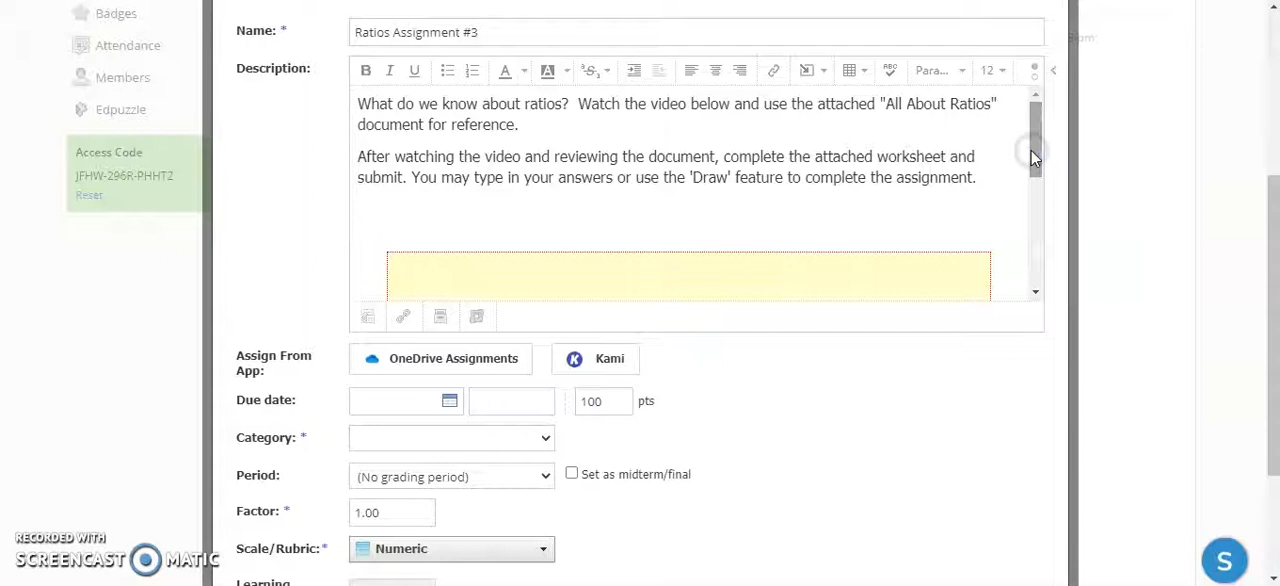 Badges
Attendance
Members
Edpuzzle
Access Code
JFHW-296R-PHHT2
Reset
Name: *
Ratios Assignment #3
Description:
B I U A A S ABC Para... 12
What do we know about ratios?  Watch the video below and use the attached "All About Ratios"
document for reference.
After watching the video and reviewing the document, complete the attached worksheet and
submit. You may type in your answers or use the 'Draw' feature to complete the assignment.
Assign From
App:
OneDrive Assignments
K Kami
Due date:
100 pts
Category: *
Period:
(No grading period)
Set as midterm/final
Factor: *
1.00
Scale/Rubric:*
Numeric
Learning
RECORDED WITH
SCREENCAST MATIC
S